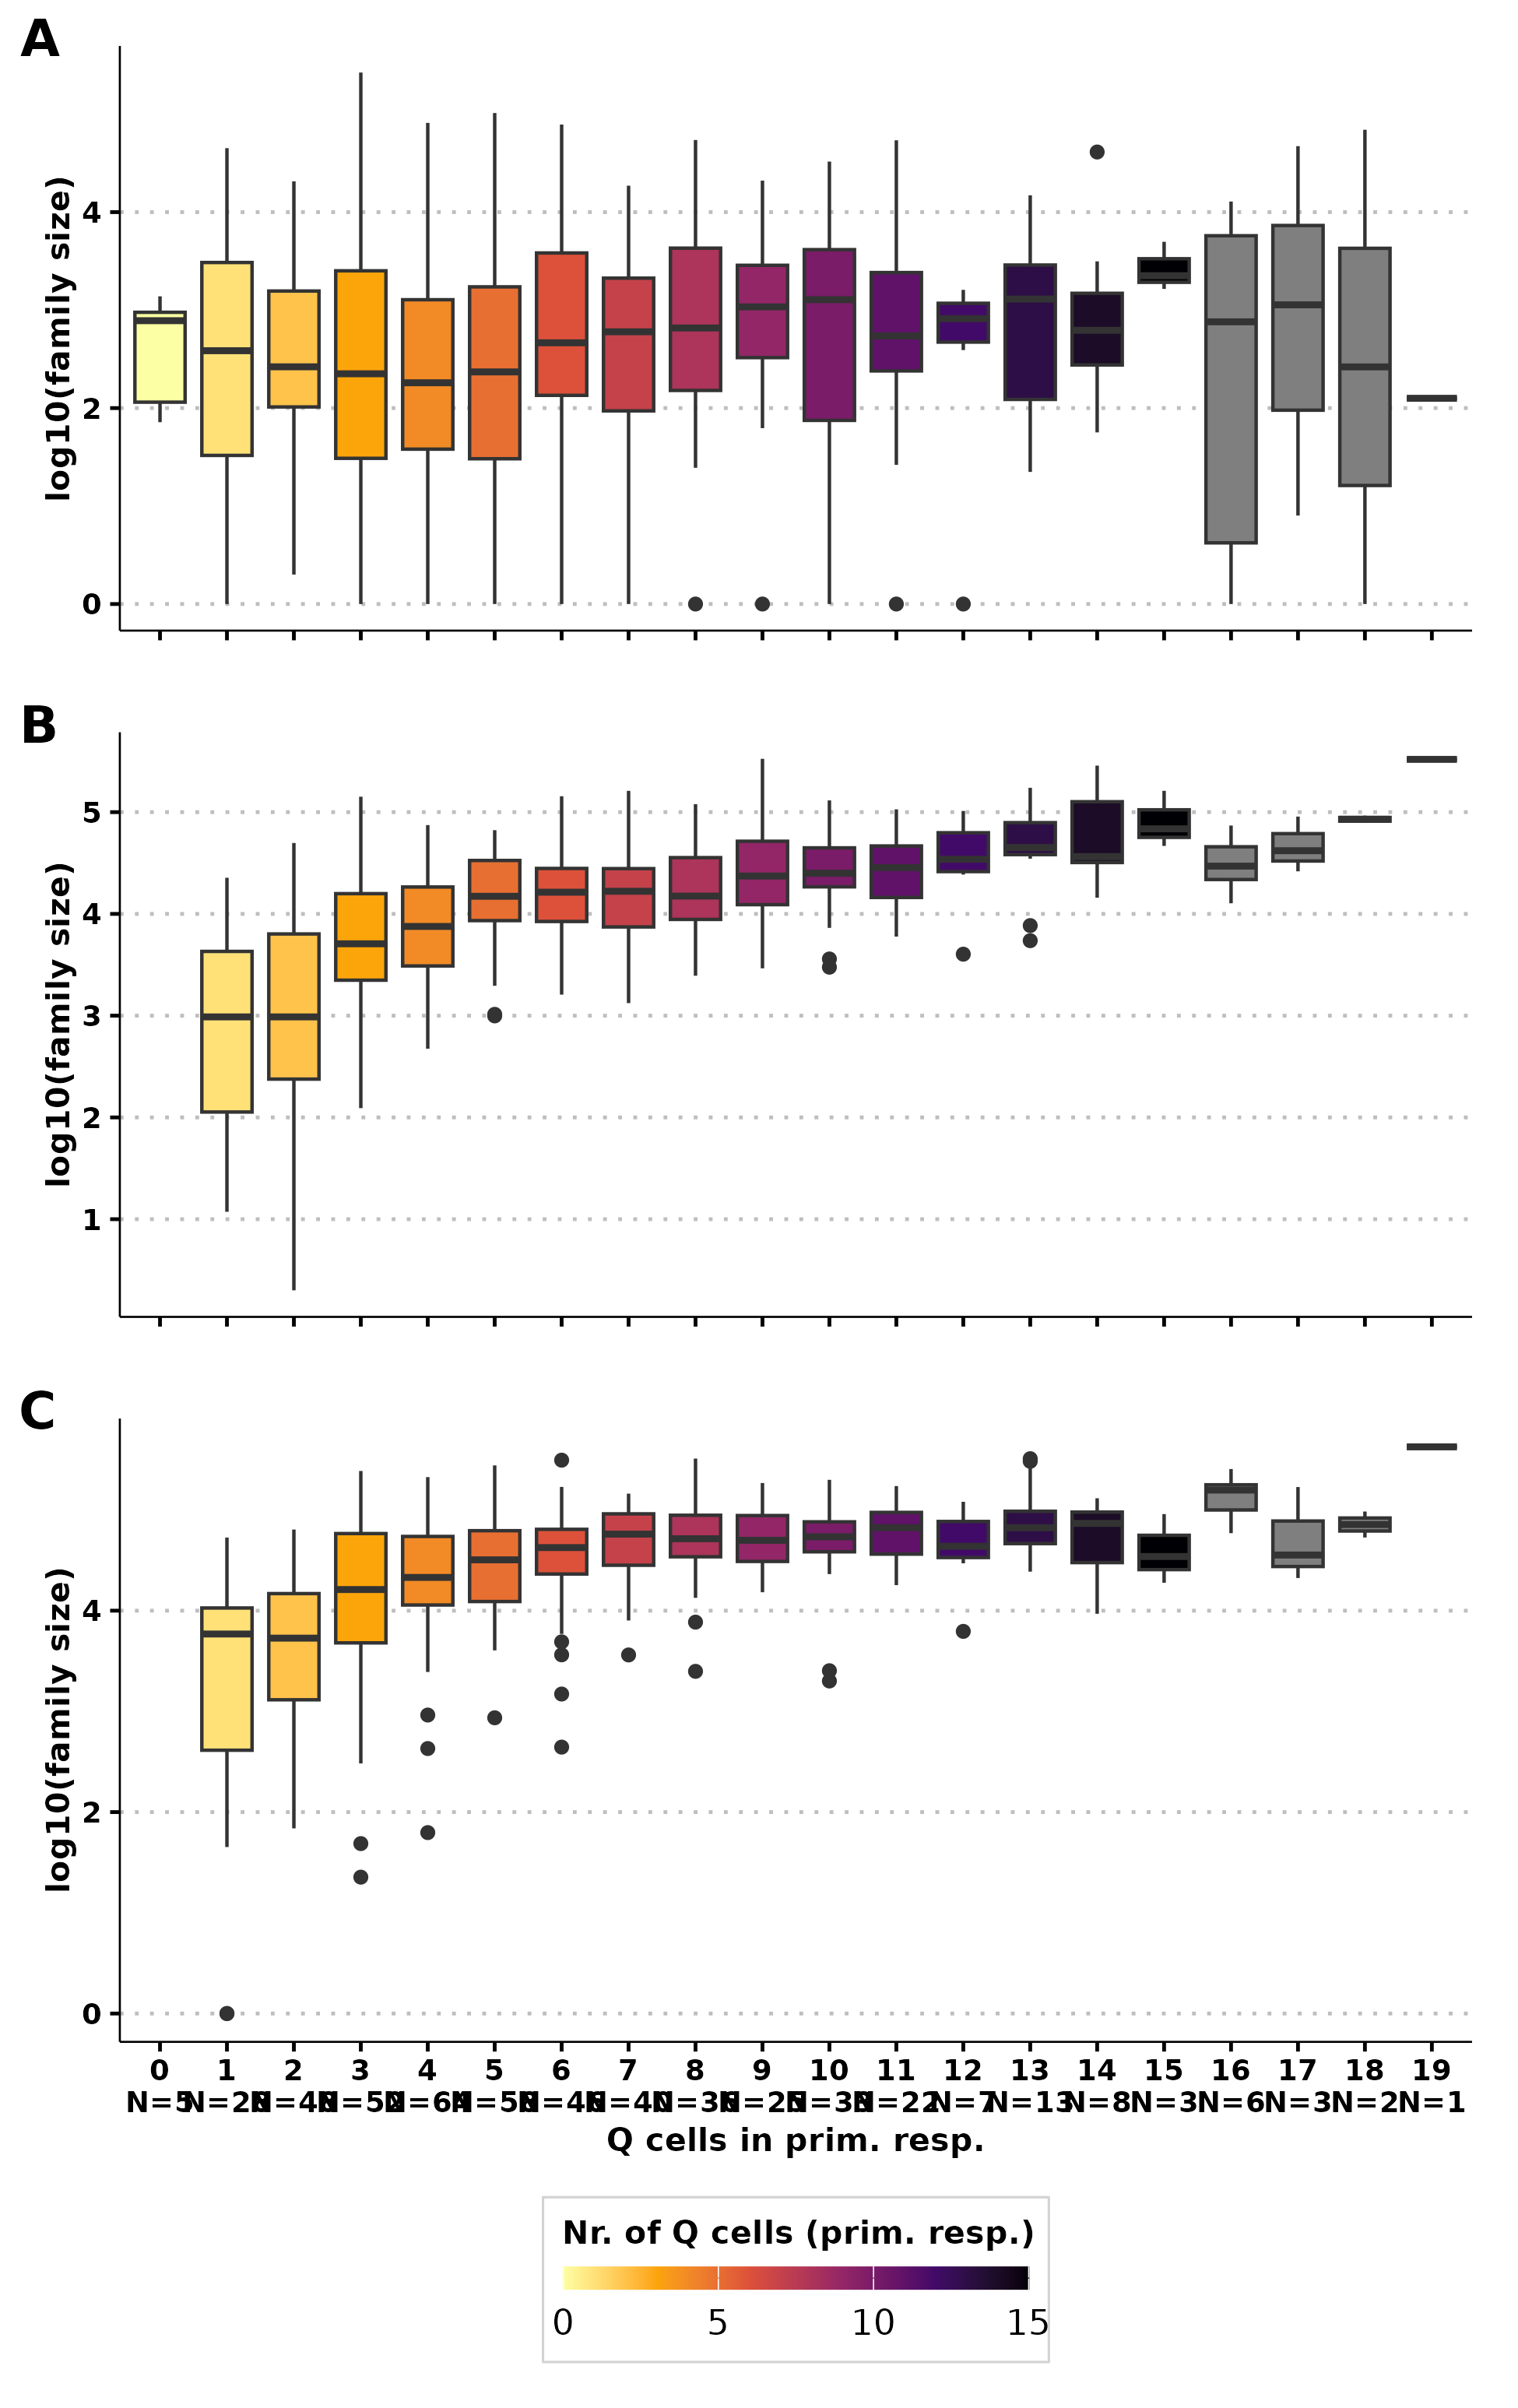 A
log10(family size)
4
2
0
B
log10(family size)
5
4
3
2
1
C
log10(family size)
4
2
0
0 1 2 3 4 5 6 7 8 9 10 11 12 13 14 15 16 17 18 19
N=5 N=22 N=7 N=13 N=8 N=3 N=6 N=3 N=2 N=1
Q cells in prim. resp.
Nr. of Q cells (prim. resp.)
0 5 10 15